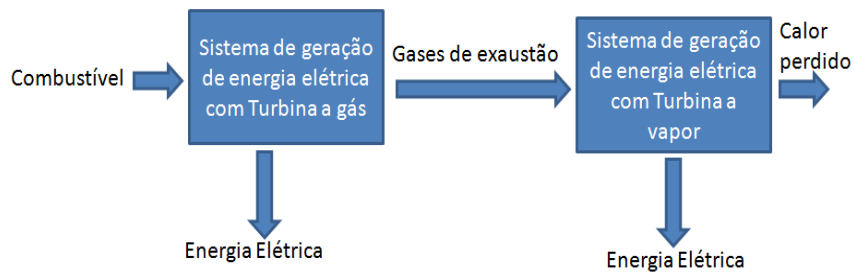 Combustível
Sistema de geração
de energia elétrica
com Turbina a gás
Gases de exaustão
Sistema de geração
de energia elétrica
com Turbina a
vapor
Calor
perdido
Energia Elétrica
Energia Elétrica